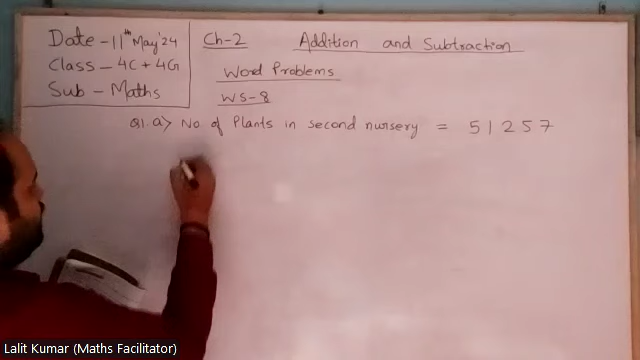 Date - 11th May'24
Class - 4C + 4G
Sub - Maths
Ch-2 Addition and Subtraction
Word Problems
WS-8
Q1.a> No of Plants in second nursery = 51257
Lalit Kumar (Maths Facilitator)